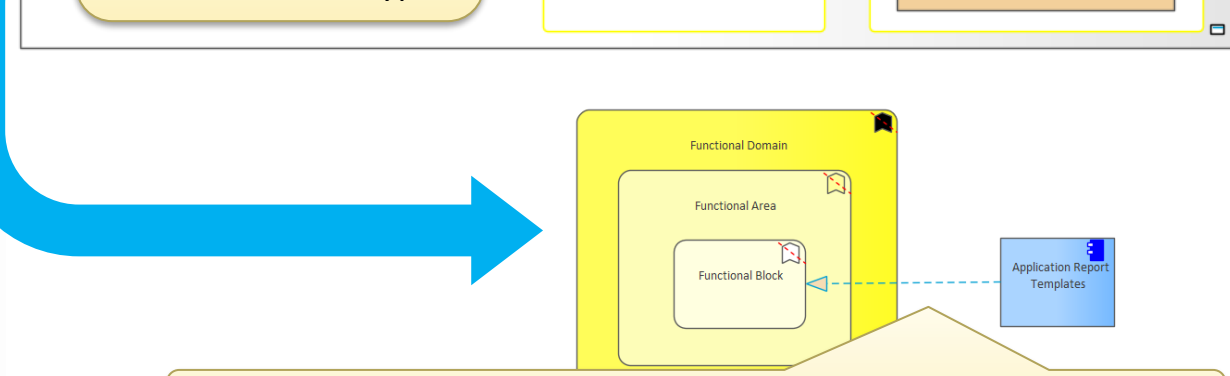 Functional Domain
Functional Area
Functional Block
Application Report
Templates